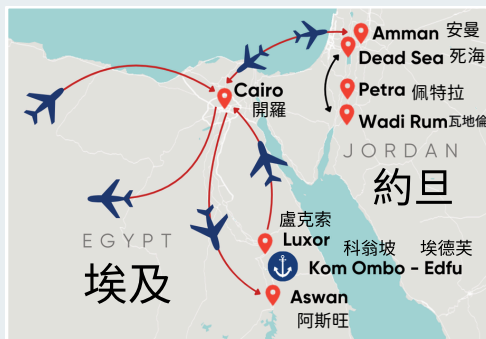 Amman 安曼
Dead Sea 死海
Cairo
開羅
Petra 佩特拉
Wadi Rum 瓦地倫
JORDAN
約旦
EGYPT
埃及
盧克索
Luxor
科翁坡 埃德芙
Kom Ombo - Edfu
Aswan
阿斯旺